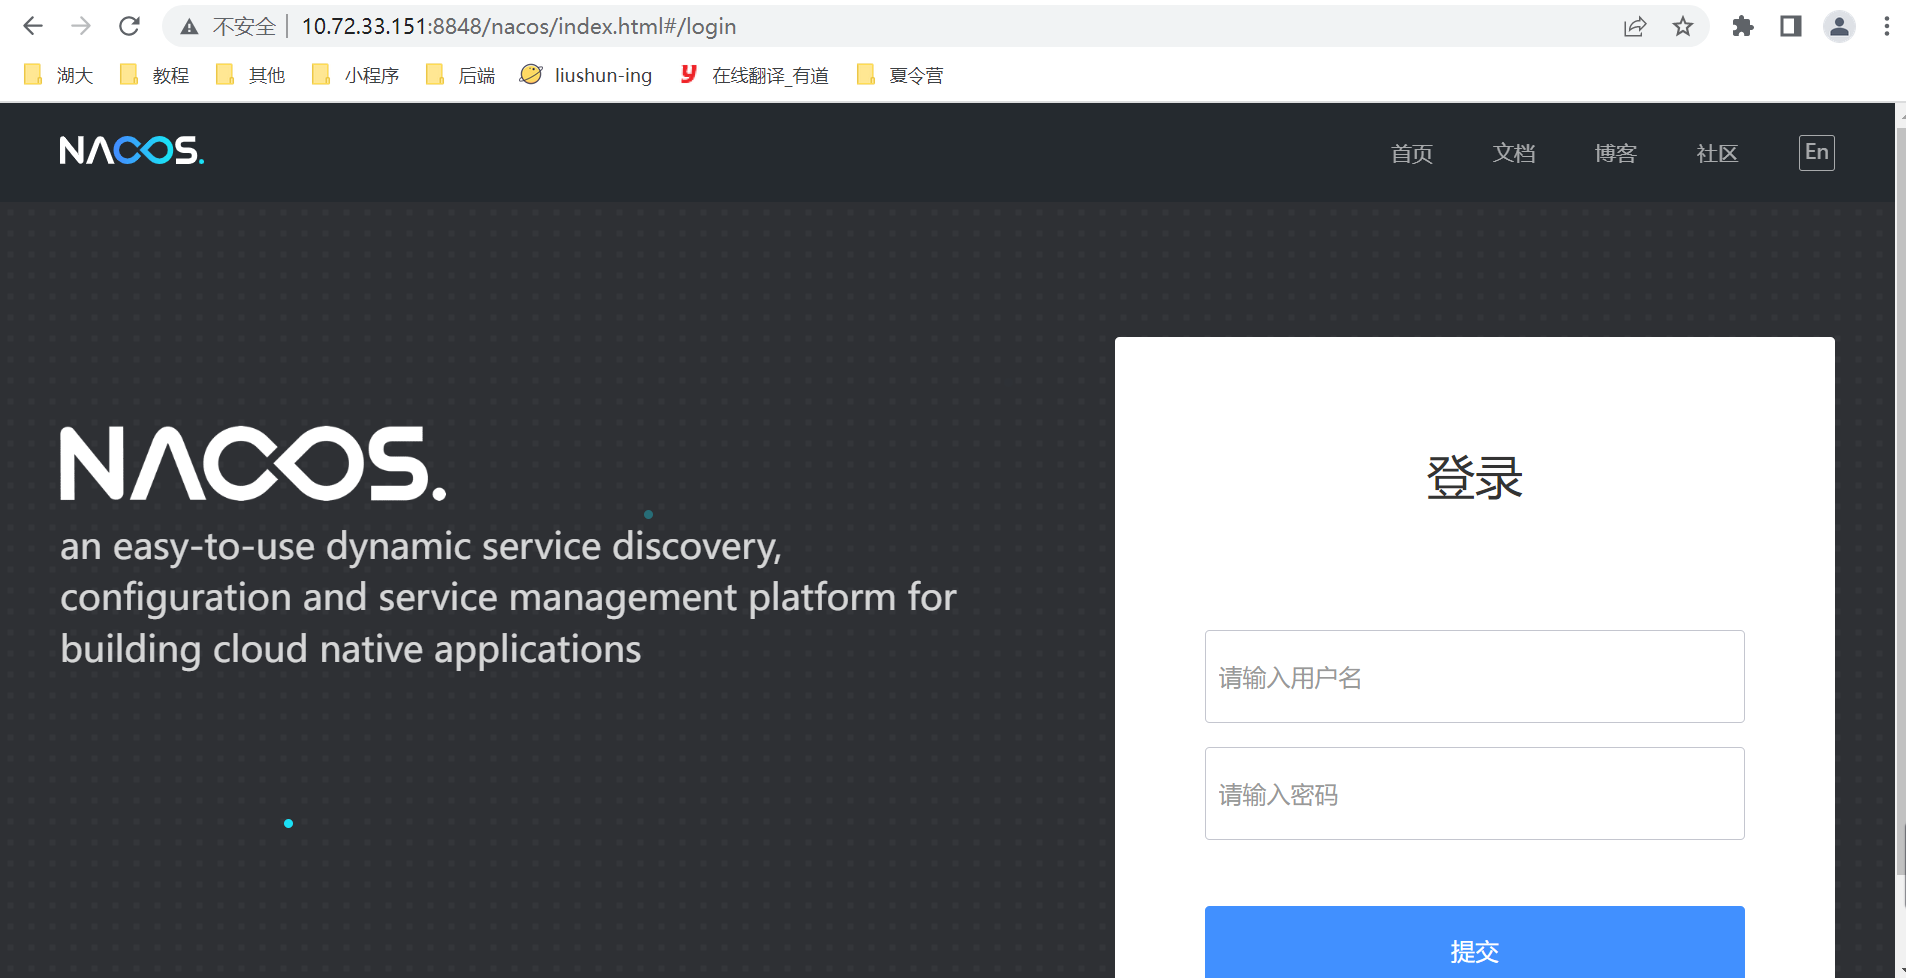 不安全 10.72.33.151:8848/nacos/index.html#/login
湖大 教程 其他 小程序 后端 liushun-ing 在线翻译_有道 夏令营
NACOS. 首页 文档 博客 社区 En
NACOS.
an easy-to-use dynamic service discovery,
configuration and service management platform for
building cloud native applications
登录
请输入用户名
请输入密码
提交